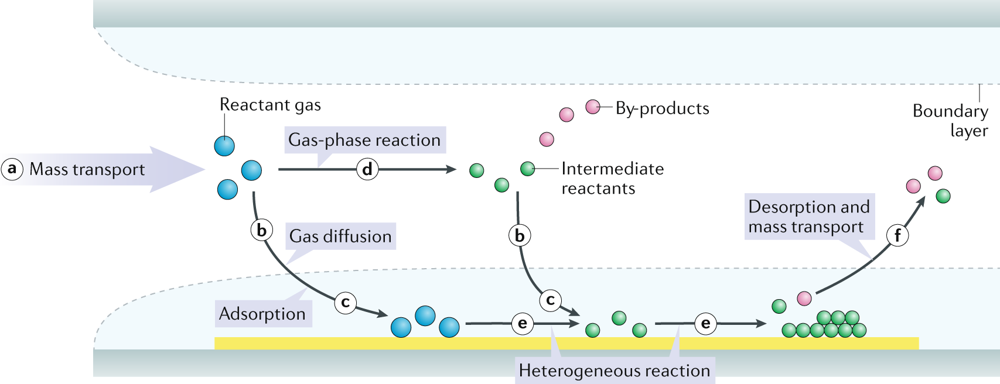 Reactant gas
By-products
Boundary
layer
Gas-phase reaction
a Mass transport
d
Intermediate
reactants
Desorption and
mass transport
b
Gas diffusion
b
f
c
c
Adsorption
e
e
Heterogeneous reaction